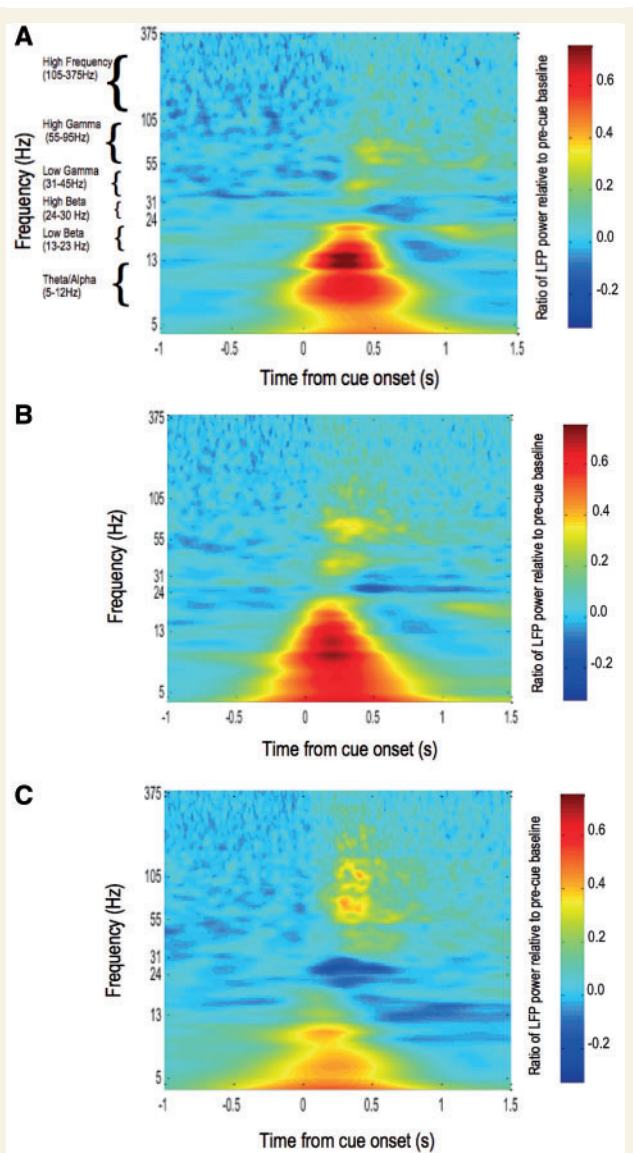 A
375
High Frequency
(105-375Hz)
105
High Gamma
(55-95Hz)
55
Low Gamma
(31-45Hz)
31
High Beta
(24-30 Hz)
24
Low Beta
(13-23 Hz)
13
Theta/Alpha
(5-12Hz)
5
Frequency (Hz)
-1 -0.5 0 0.5 1 1.5
Time from cue onset (s)
Ratio of LFP power relative to pre-cue baseline
0.6
0.4
0.2
0.0
-0.2
B
375
105
55
31
24
13
5
Frequency (Hz)
-1 -0.5 0 0.5 1 1.5
Time from cue onset (s)
Ratio of LFP power relative to pre-cue baseline
0.6
0.4
0.2
0.0
-0.2
C
375
105
55
31
24
13
5
Frequency (Hz)
-1 -0.5 0 0.5 1 1.5
Time from cue onset (s)
Ratio of LFP power relative to pre-cue baseline
0.6
0.4
0.2
0.0
-0.2